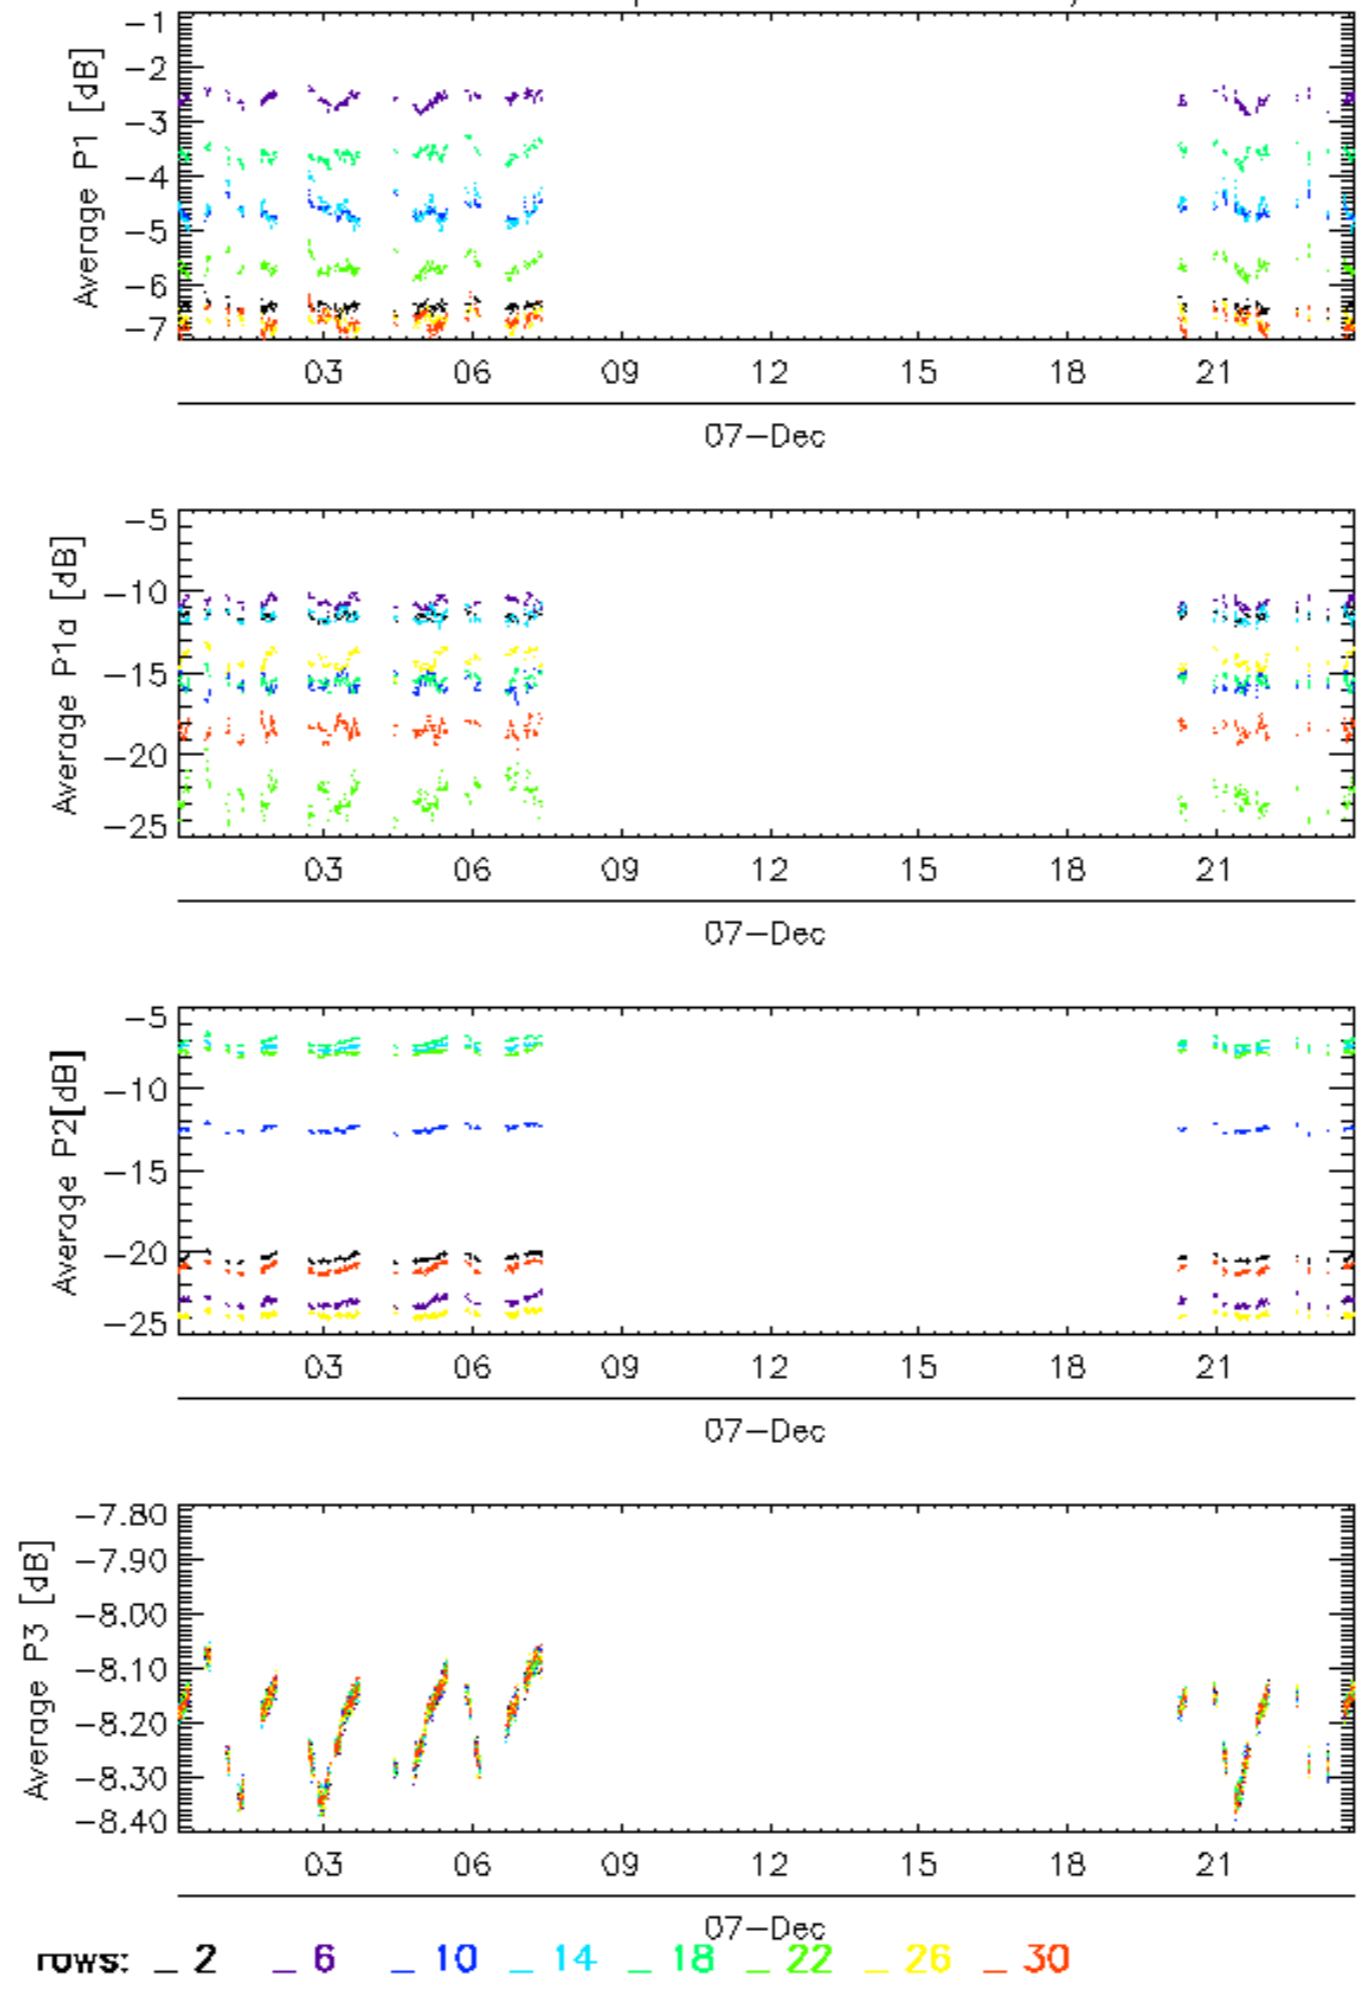 Average P1 [dB]
-1
-2
-3
-4
-5
-6
-7
03 06 09 12 15 18 21
07-Dec
Average P1a [dB]
-5
-10
-15
-20
-25
03 06 09 12 15 18 21
07-Dec
Average P2[dB]
-5
-10
-15
-20
-25
03 06 09 12 15 18 21
07-Dec
Average P3 [dB]
-7.80
-7.90
-8.00
-8.10
-8.20
-8.30
-8.40
03 06 09 12 15 18 21
07-Dec
rows: _ 2 _ 6 _ 10 _ 14 _ 18 _ 22 _ 26 _ 30